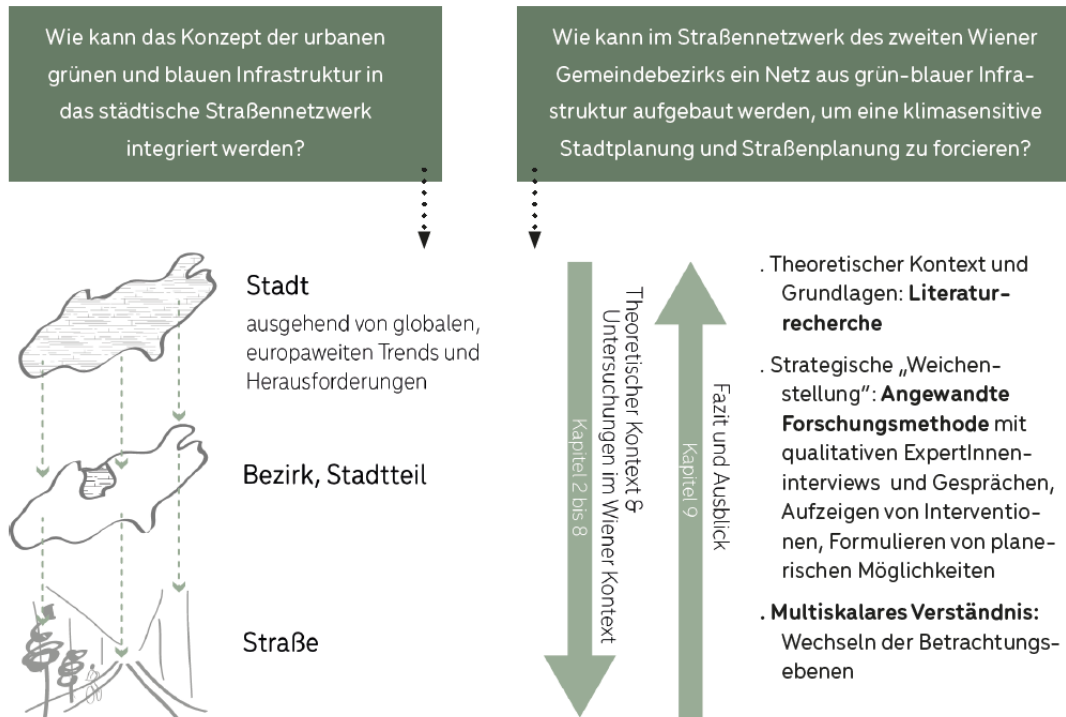 Wie kann das Konzept der urbanen
grünen und blauen Infrastruktur in
das städtische Straßennetzwerk
integriert werden?
Wie kann im Straßennetzwerk des zweiten Wiener
Gemeindebezirks ein Netz aus grün-blauer Infra-
struktur aufgebaut werden, um eine klimasensitive
Stadtplanung und Straßenplanung zu forcieren?
Stadt
ausgehend von globalen,
europaweiten Trends und
Herausforderungen
Bezirk, Stadtteil
Straße
Theoretischer Kontext &
Untersuchungen im Wiener Kontext
Kapitel 2 bis 8
Fazit und Ausblick
Kapitel 9
. Theoretischer Kontext und
Grundlagen: Literatur-
recherche
. Strategische „Weichen-
stellung“: Angewandte
Forschungsmethode mit
qualitativen ExpertInnen-
interviews und Gesprächen,
Aufzeigen von Interventio-
nen, Formulieren von plane-
rischen Möglichkeiten
. Multiskalares Verständnis:
Wechseln der Betrachtungs-
ebenen